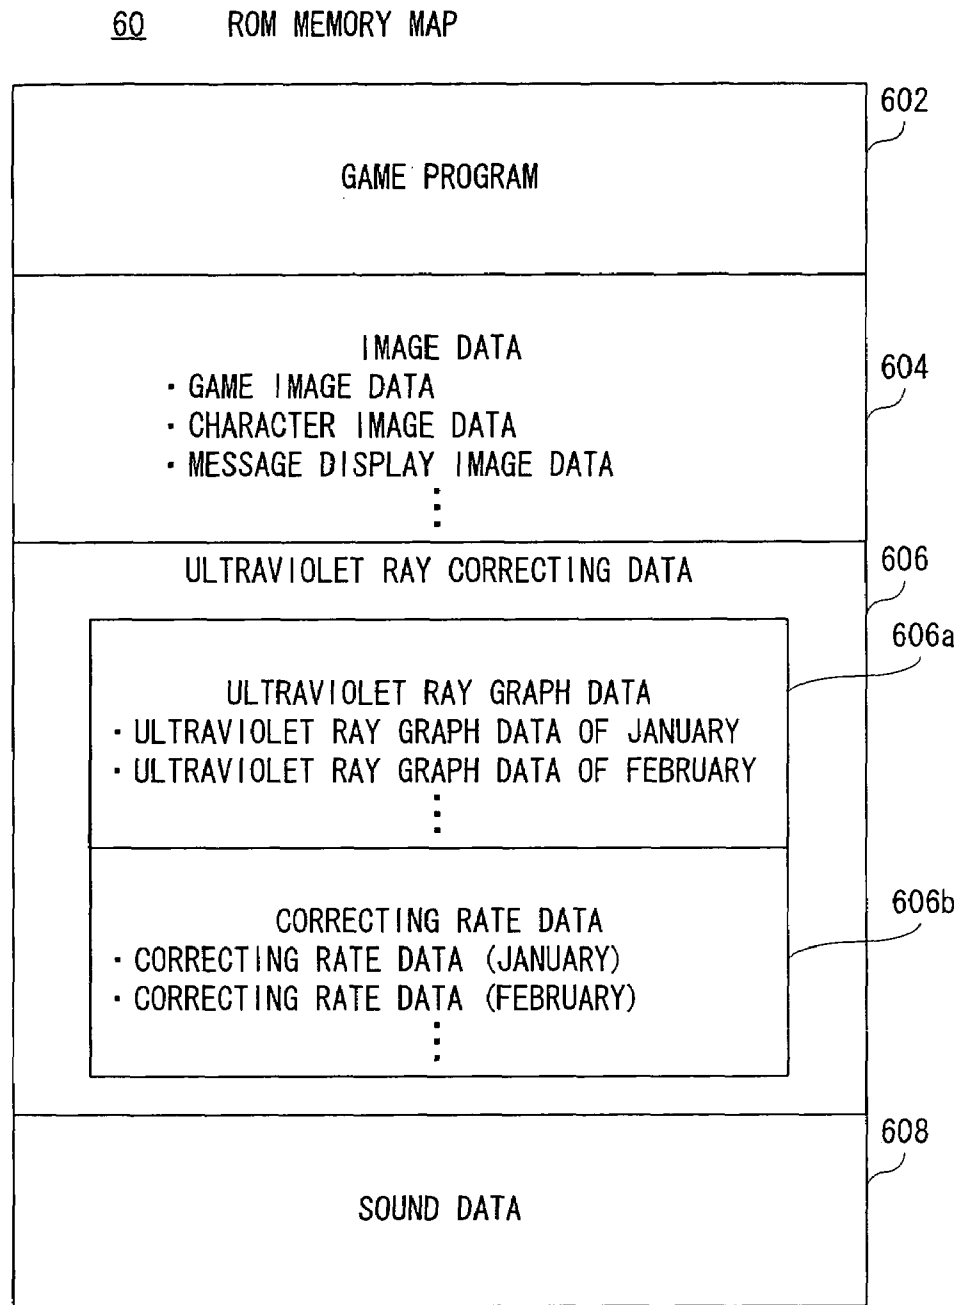 60 ROM MEMORY MAP
602
GAME PROGRAM
IMAGE DATA
604
・GAME IMAGE DATA
・CHARACTER IMAGE DATA
・MESSAGE DISPLAY IMAGE DATA
⋮
606
ULTRAVIOLET RAY CORRECTING DATA
606a
ULTRAVIOLET RAY GRAPH DATA
・ULTRAVIOLET RAY GRAPH DATA OF JANUARY
・ULTRAVIOLET RAY GRAPH DATA OF FEBRUARY
⋮
606b
CORRECTING RATE DATA
・CORRECTING RATE DATA (JANUARY)
・CORRECTING RATE DATA (FEBRUARY)
⋮
608
SOUND DATA